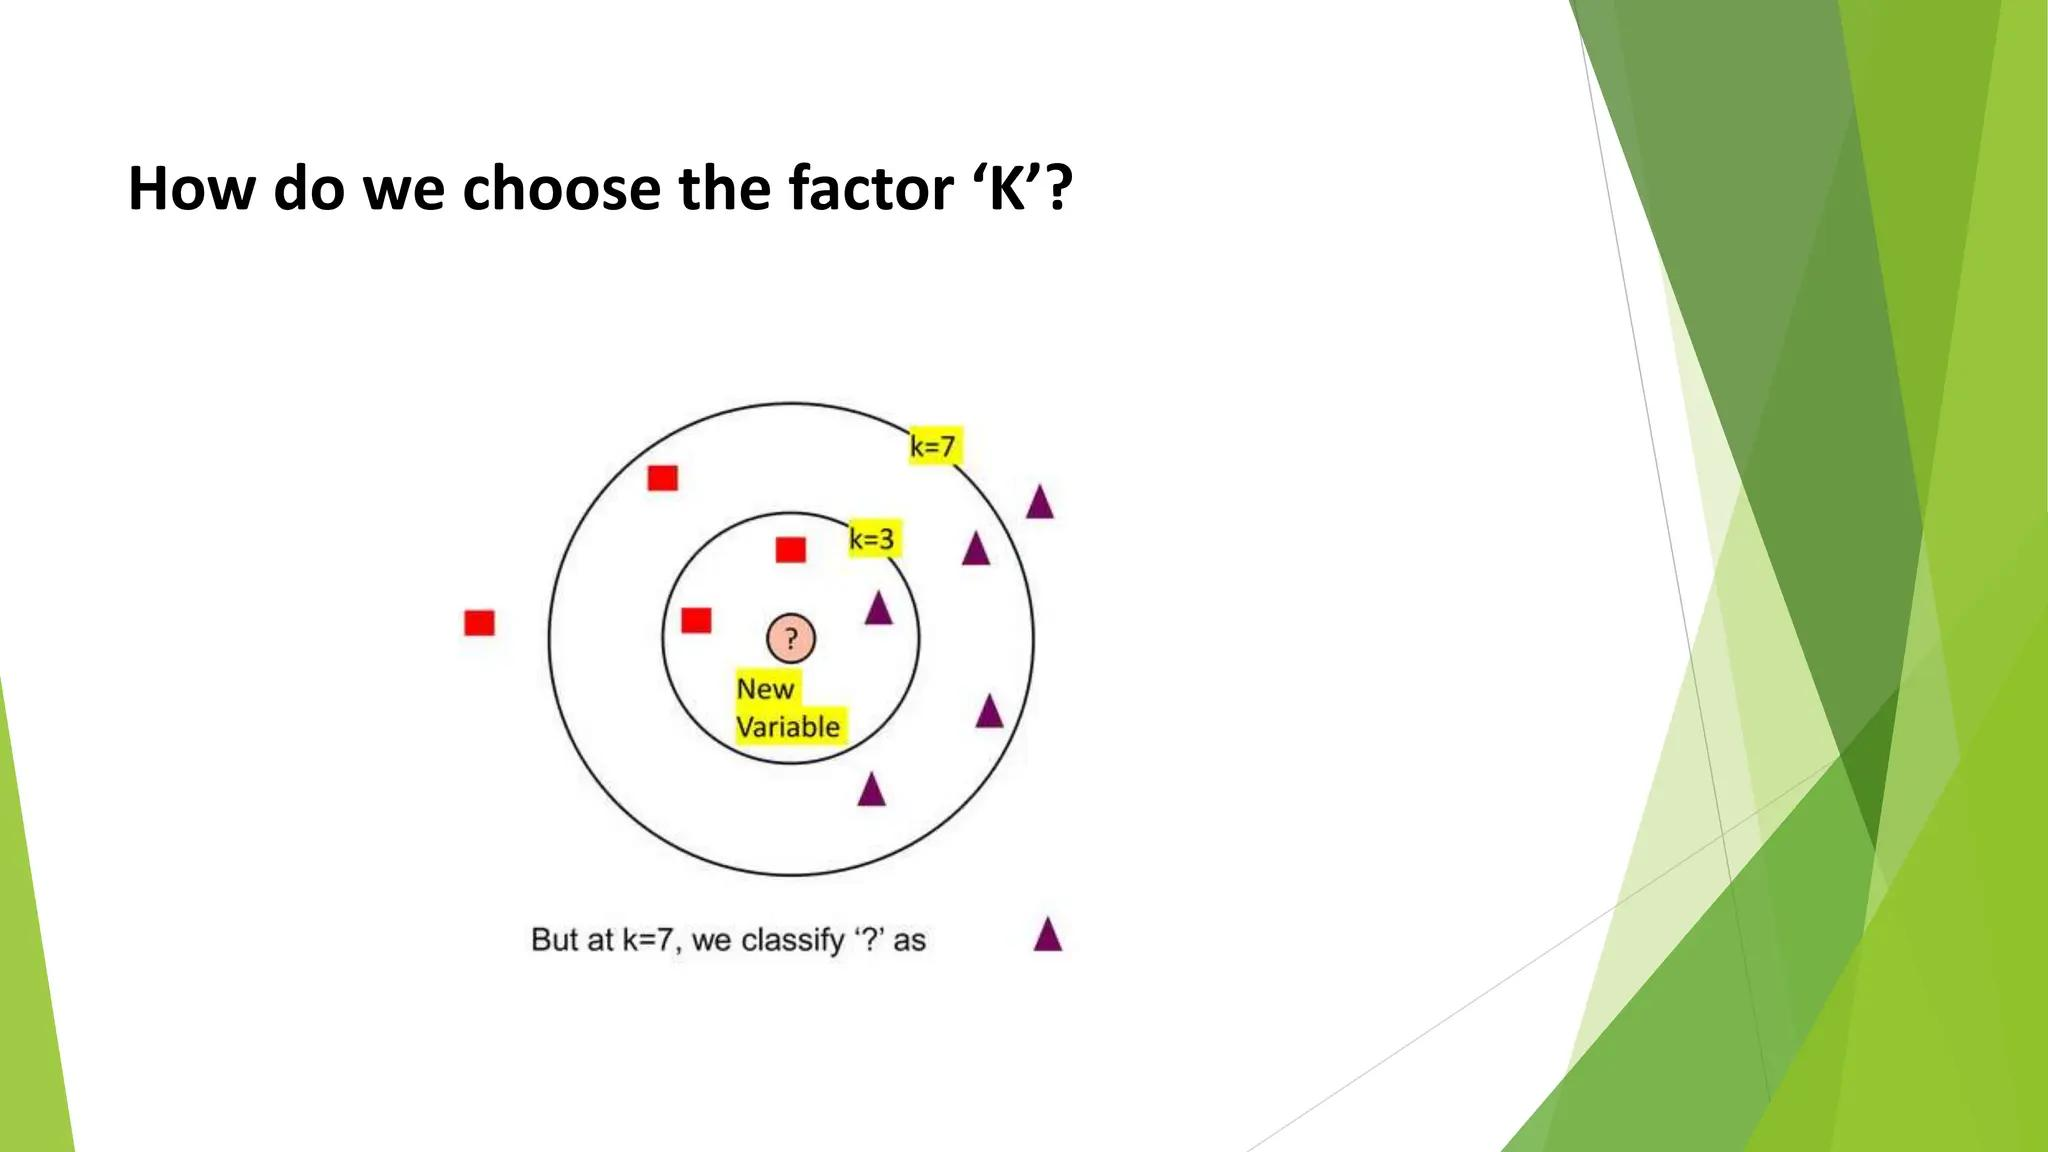 How do we choose the factor ‘K’?
k=7
k=3
?
New
Variable
But at k=7, we classify ‘?’ as